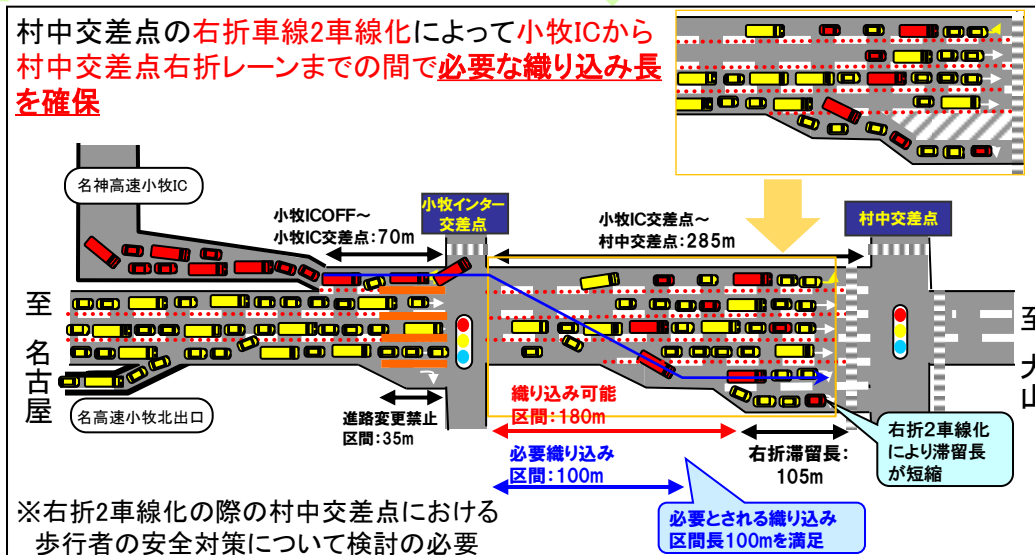 村中交差点の右折車線2車線化によって小牧ICから
村中交差点右折レーンまでの間で必要な織り込み長
を確保
名神高速小牧IC
小牧ICOFF～
小牧IC交差点:70m
小牧インター
交差点
小牧IC交差点～
村中交差点:285m
村中交差点
至 名古屋
至 犬山
名高速小牧北出口
進路変更禁止
区間:35m
織り込み可能
区間:180m
必要織り込み
区間:100m
右折滞留長:
105m
右折2車線化
により滞留長
が短縮
必要とされる織り込み
区間長100mを満足
※右折2車線化の際の村中交差点における
歩行者の安全対策について検討の必要